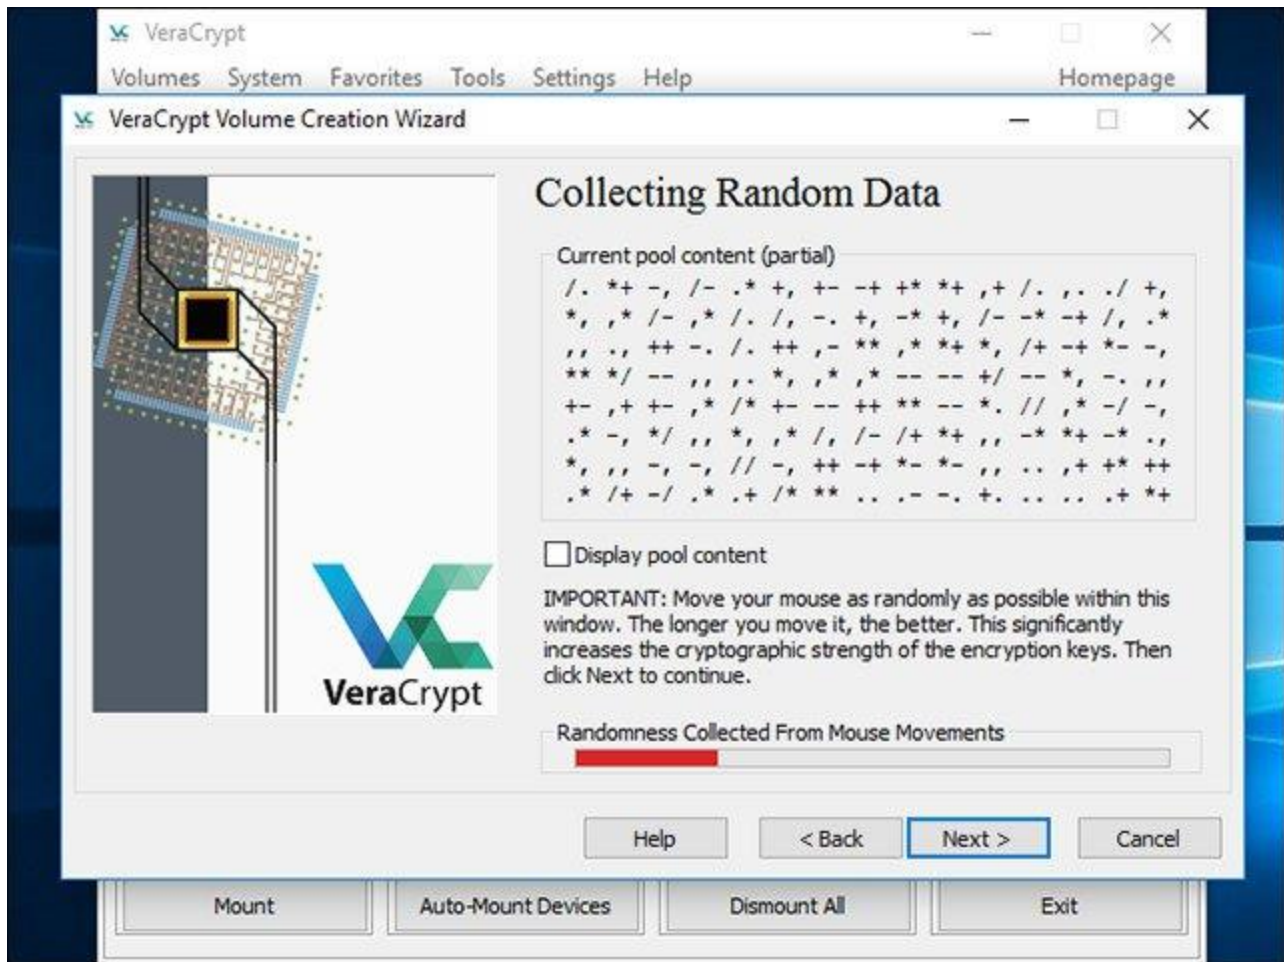 VeraCrypt
Volumes System Favorites Tools Settings Help Homepage
VeraCrypt Volume Creation Wizard
Collecting Random Data
Current pool content (partial)
/. *+ -, /- .* +, +- -+ +* *+ ,+ /. ,. ./ +,
*, ,* /- ,* /. /, -. +, -* +, /- -* -+ /, .*
,, ., ++ -. /. ++ ,- ** ,* *+ *, /+ -+ *- -,
** */ -- ,, ,. *, ,* ,* -- -- +/ -- *, -. ,,
+- ,+ +- ,* /* +- -- ++ ** -- *. // ,* -/ -,
.* -, */ ,, *, ,* /, /- /+ *+ ,, -* *+ -* .,
*, ,, -, -, // -, ++ -+ *- *- ,, .. ,+ +* ++
.* /+ -/ .* .+ /* ** .. .- -. +. .. .. .+ *+
Display pool content
IMPORTANT: Move your mouse as randomly as possible within this
window. The longer you move it, the better. This significantly
increases the cryptographic strength of the encryption keys. Then
click Next to continue.
VeraCrypt
Randomness Collected From Mouse Movements
Help < Back Next > Cancel
Mount Auto-Mount Devices Dismount All Exit